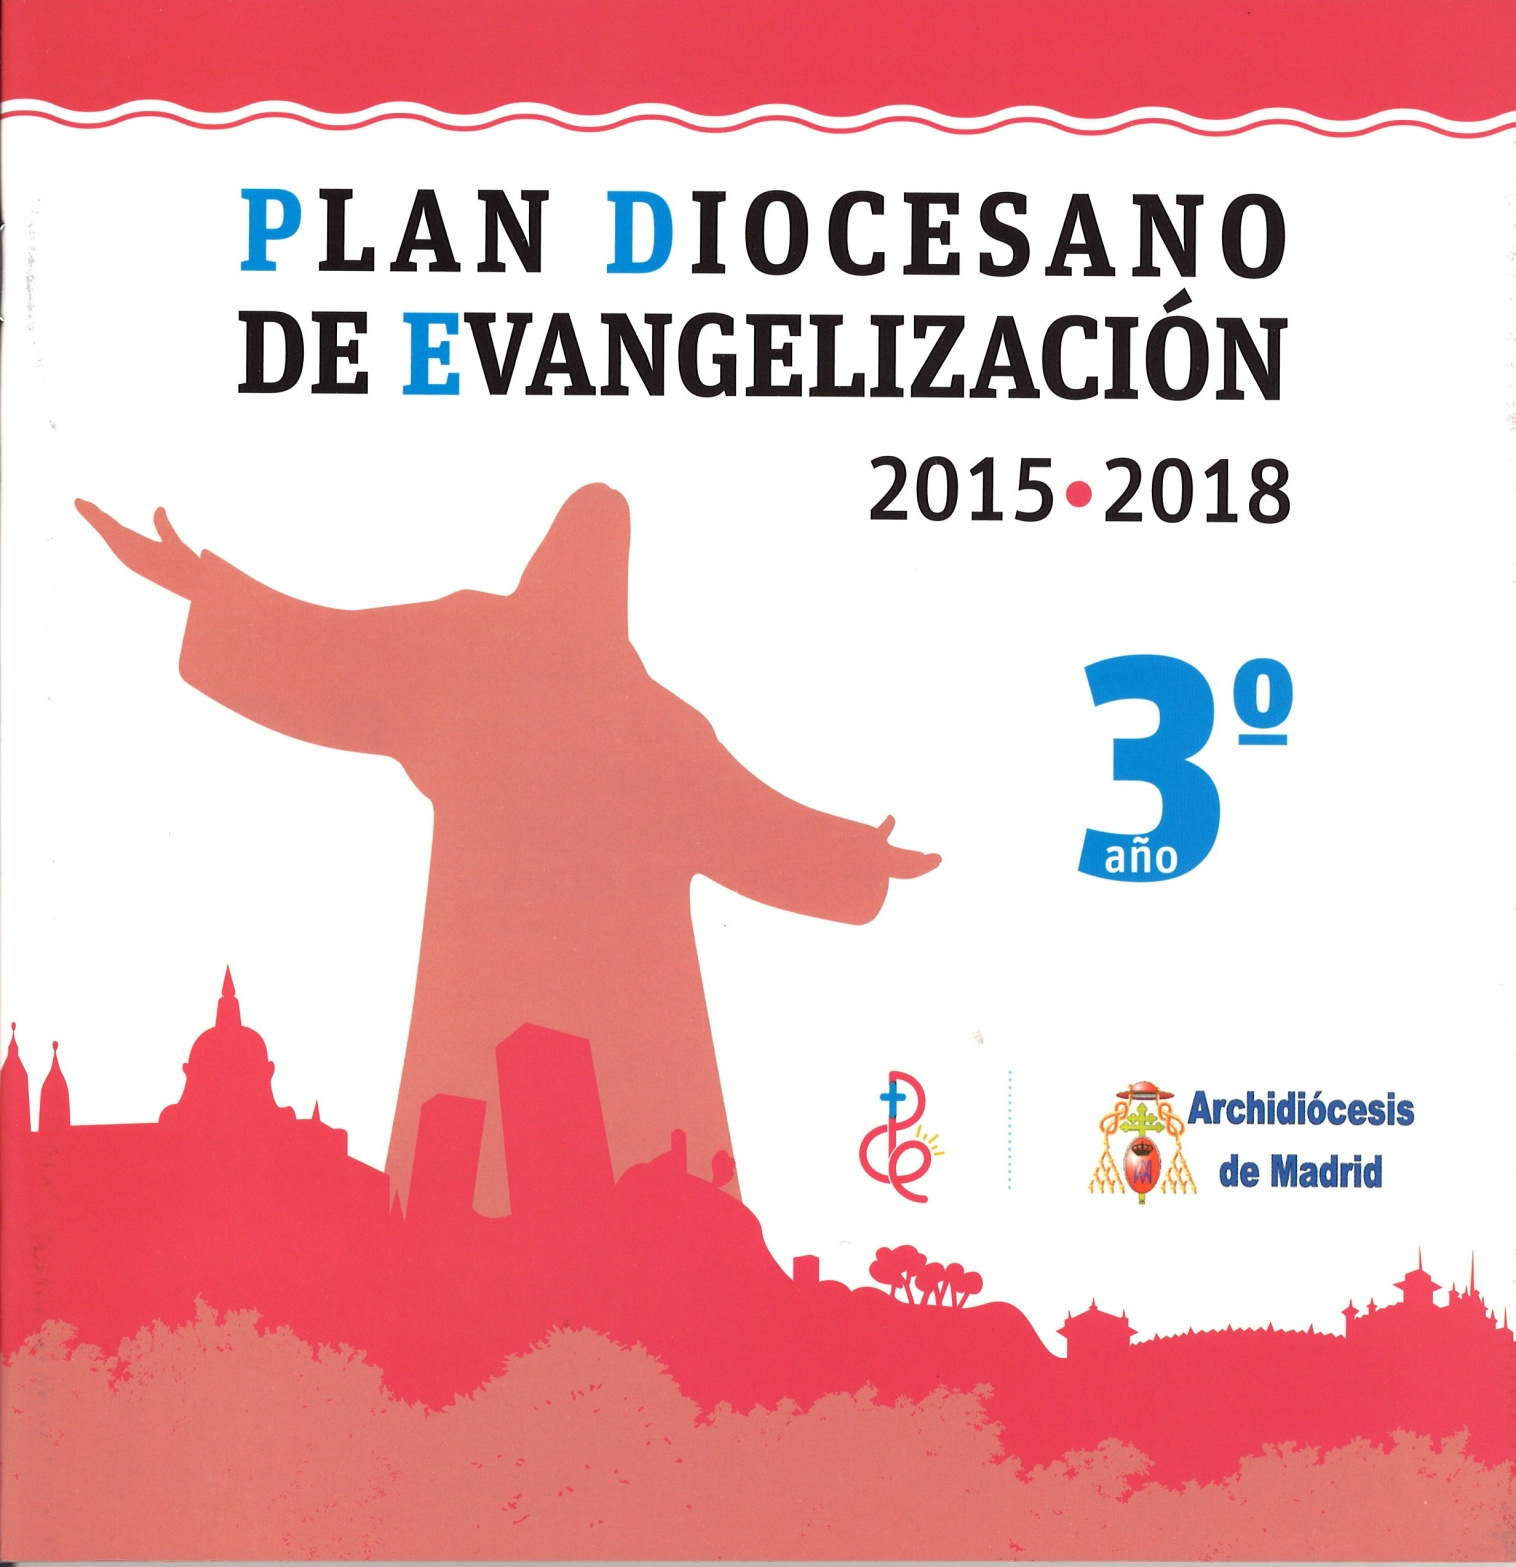 PLAN DIOCESANO
DE EVANGELIZACIÓN
2015•2018
3º
año
Archidiócesis
de Madrid